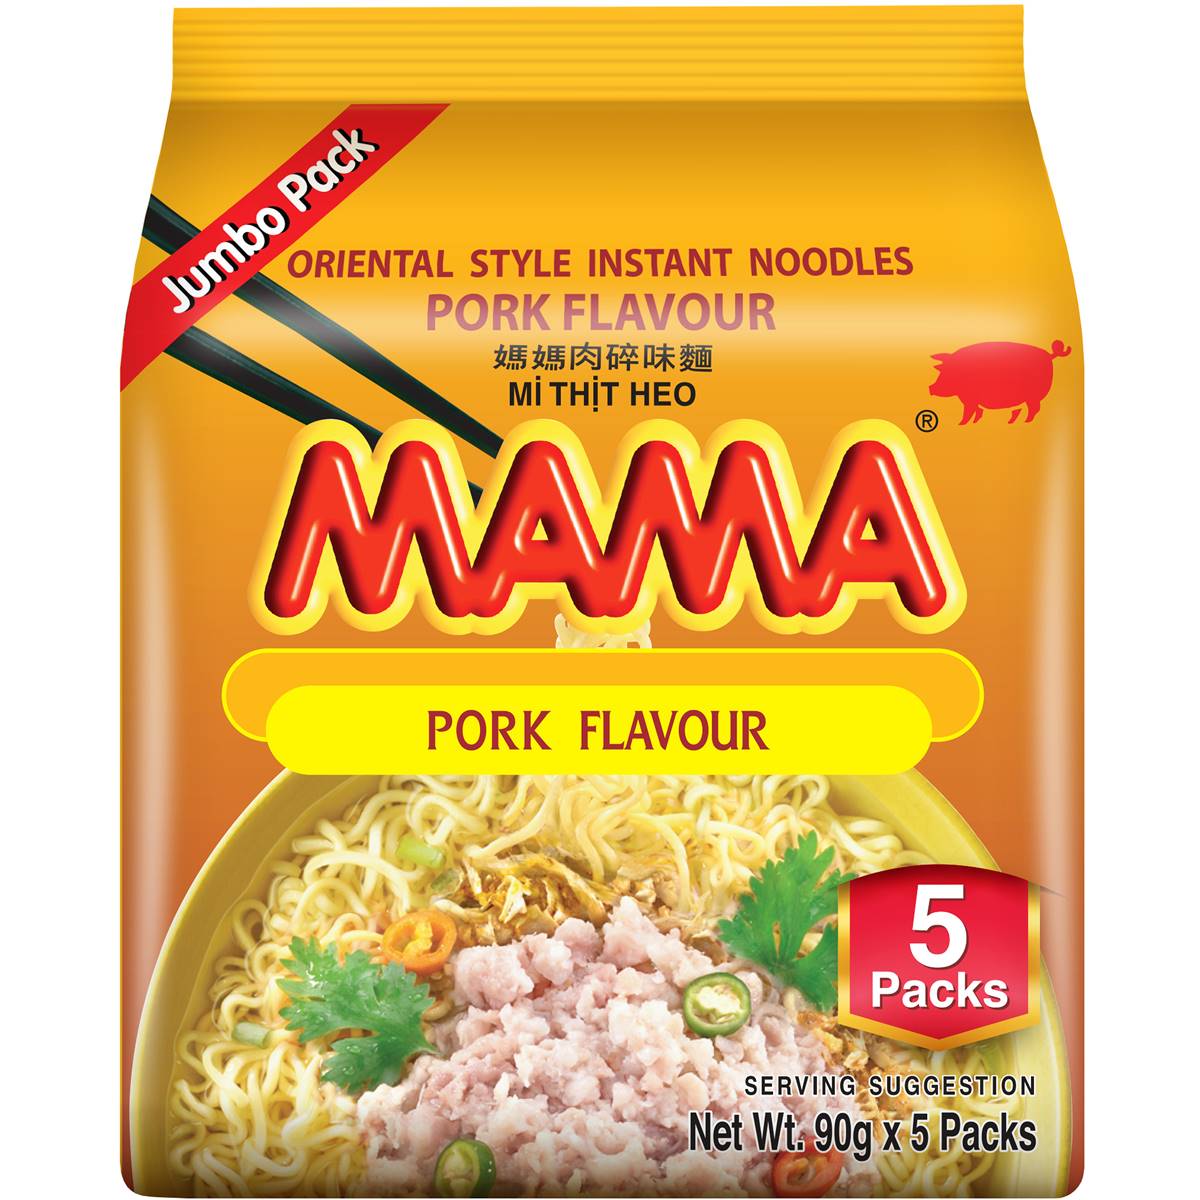 Jumbo Pack
ORIENTAL STYLE INSTANT NOODLES
PORK FLAVOUR
媽媽肉碎味麵
Mì THỊT HEO
MAMA®
PORK FLAVOUR
5
Packs
SERVING SUGGESTION
Net Wt. 90g x 5 Packs